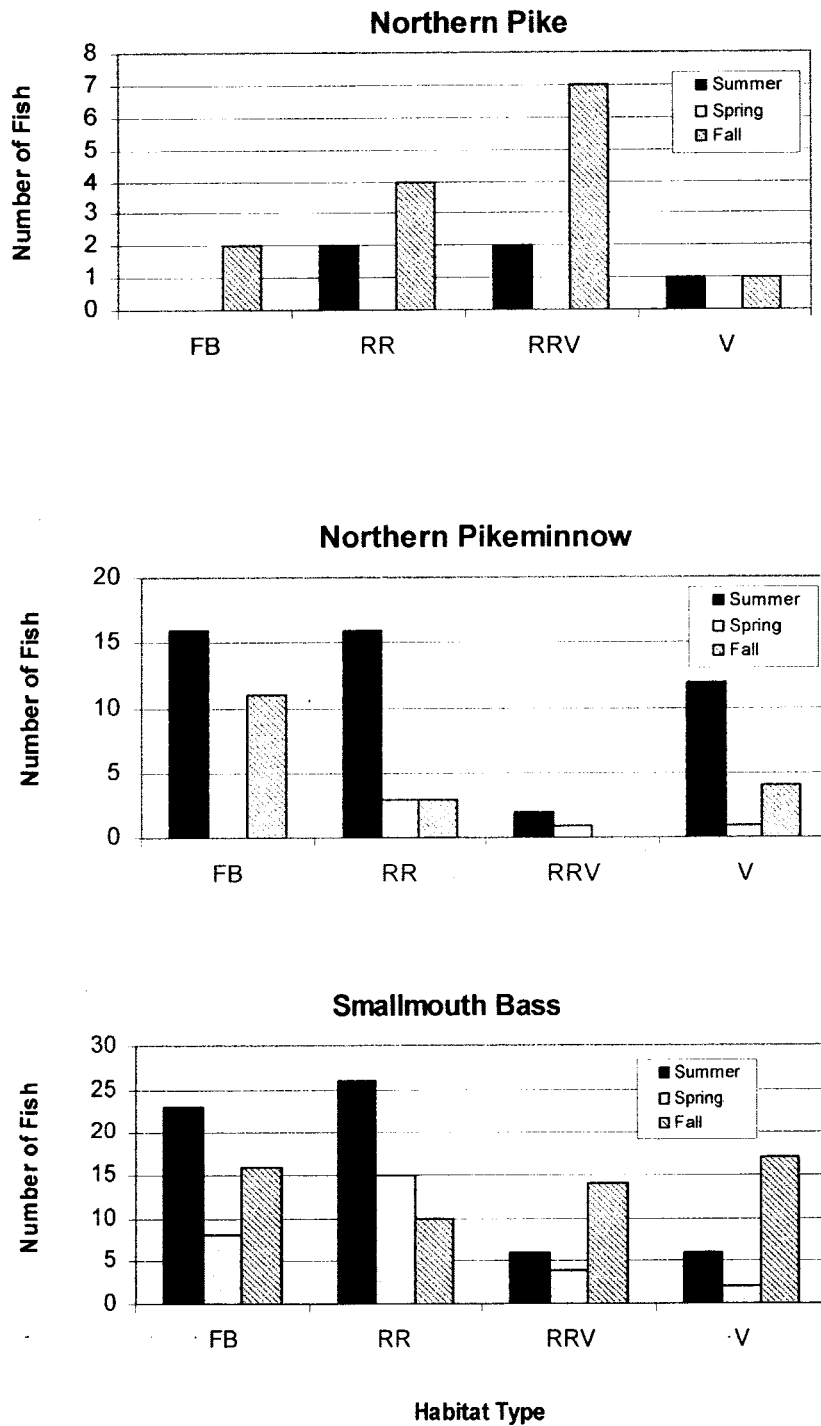 Northern Pike
Number of Fish
8
7
6
5
4
3
2
1
0
Summer
Spring
Fall
FB RR RRV V
Northern Pikeminnow
Number of Fish
20
15
10
5
0
Summer
Spring
Fall
FB RR RRV V
Smallmouth Bass
Number of Fish
30
25
20
15
10
5
0
Summer
Spring
Fall
FB RR RRV V
Habitat Type